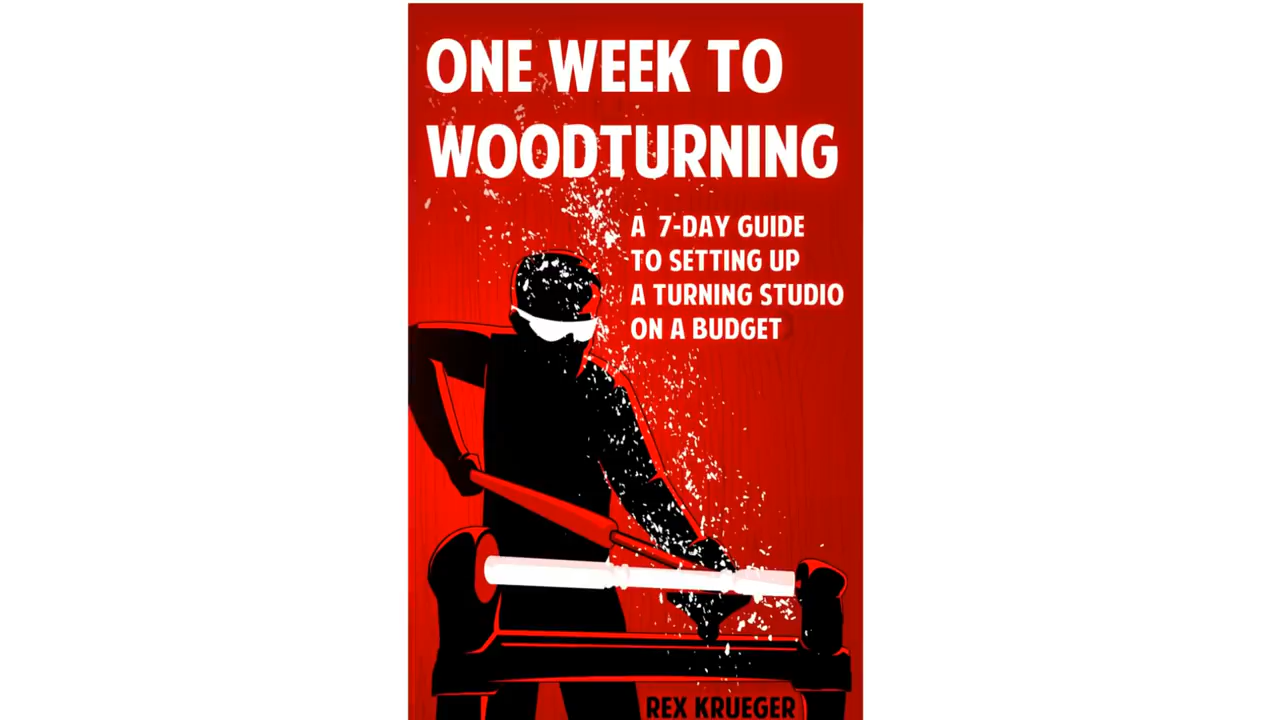 ONE WEEK TO
WOODTURNING
A 7-DAY GUIDE
TO SETTING UP
A TURNING STUDIO
ON A BUDGET
REX KRUEGER